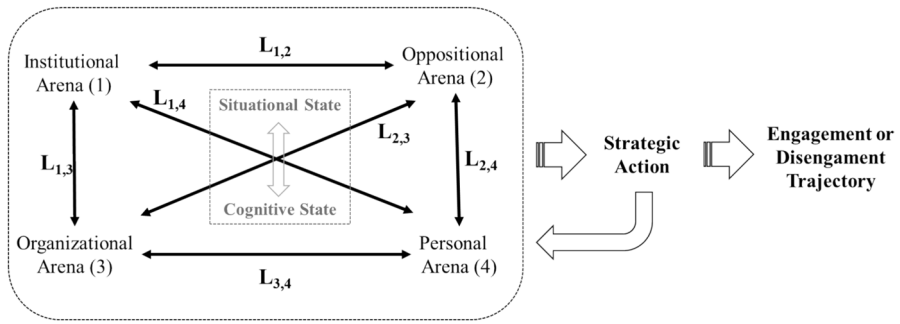 L1,2
Institutional
Arena (1)
Oppositional
Arena (2)
L1,4
Situational State
L2,3
L1,3
L2,4
Cognitive State
Organizational
Arena (3)
Personal
Arena (4)
L3,4
Strategic
Action
Engagement or
Disengament
Trajectory